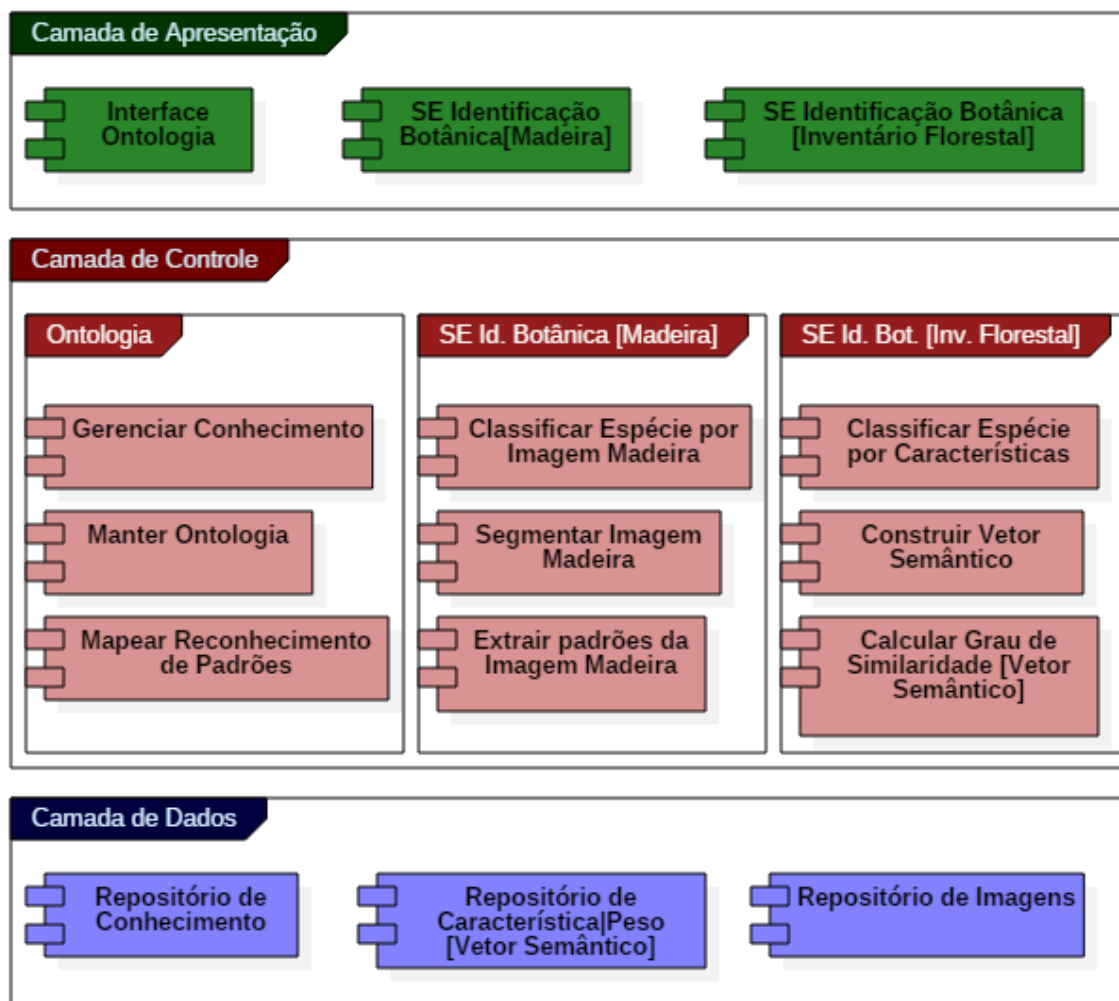 Camada de Apresentação
Interface
Ontologia
SE Identificação
Botânica[Madeira]
SE Identificação Botânica
[Inventário Florestal]
Camada de Controle
Ontologia
Gerenciar Conhecimento
Manter Ontologia
Mapear Reconhecimento
de Padrões
SE Id. Botânica [Madeira]
Classificar Espécie por
Imagem Madeira
Segmentar Imagem
Madeira
Extrair padrões da
Imagem Madeira
SE Id. Bot. [Inv. Florestal]
Classificar Espécie
por Características
Construir Vetor
Semântico
Calcular Grau de
Similaridade [Vetor
Semântico]
Camada de Dados
Repositório de
Conhecimento
Repositório de
Característica|Peso
[Vetor Semântico]
Repositório de Imagens